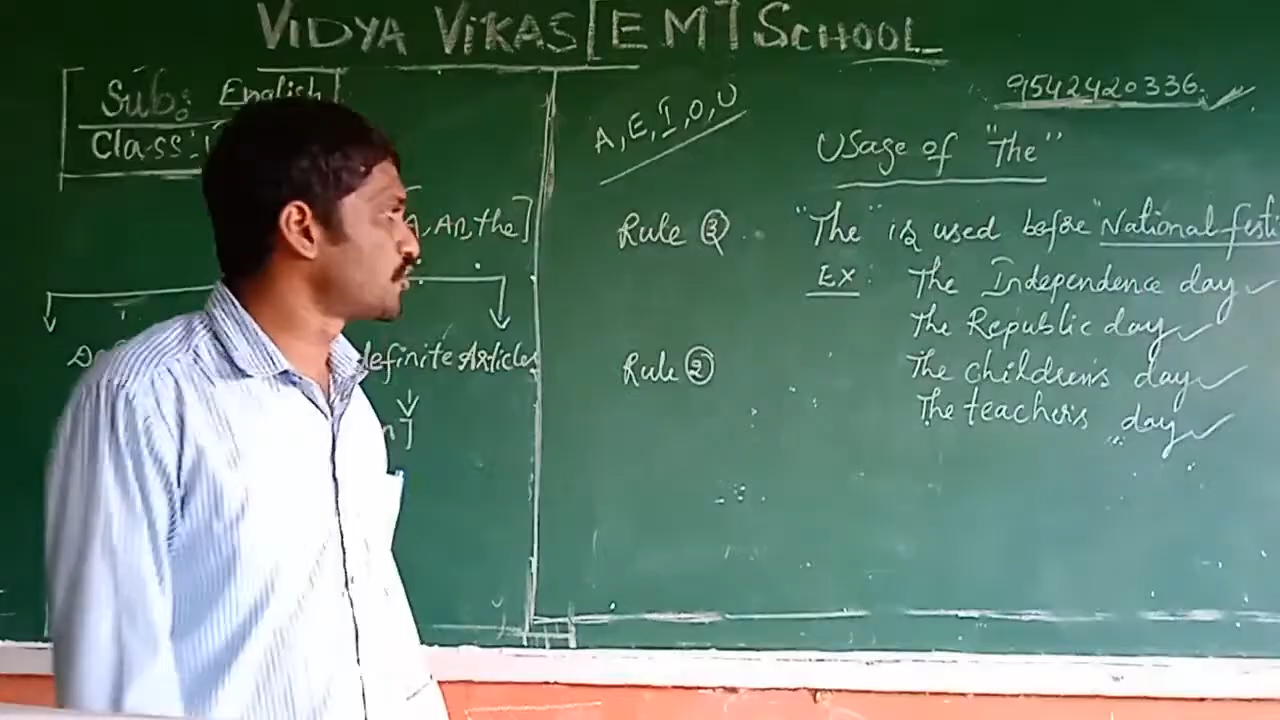 VIDYA VIKAS [E M] SCHOOL
Sub: English
Class:
A, An, the]
definite Articles
n]
A, E, I, O, U
9542420336
Usage of "The"
Rule 3
"The" is used before "National festi
Ex: The Independence day
The Republic day
Rule 2
The children's day
The teacher's day